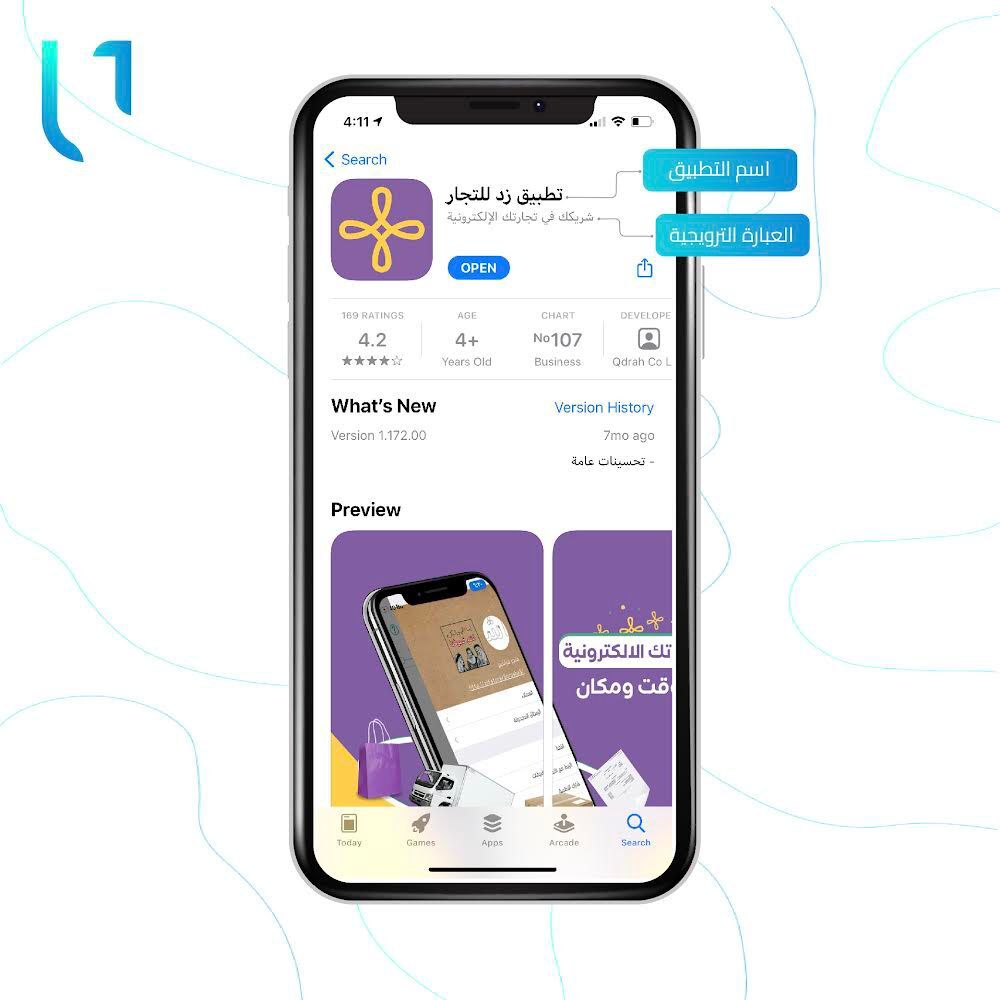 4:11
Search
تطبيق زد للتجار
اسم التطبيق
شريكك في تجارتك الإلكترونية
العبارة الترويجية
OPEN
169 RATINGS
AGE
CHART
DEVELOPE
4.2
4+
No107
Years Old
Business
Qdrah Co L
What's New
Version History
Version 1.172.00
7mo ago
- تحسينات عامة
Preview
تك الالكترونية
وقت ومكان
Today
Games
Apps
Arcade
Search